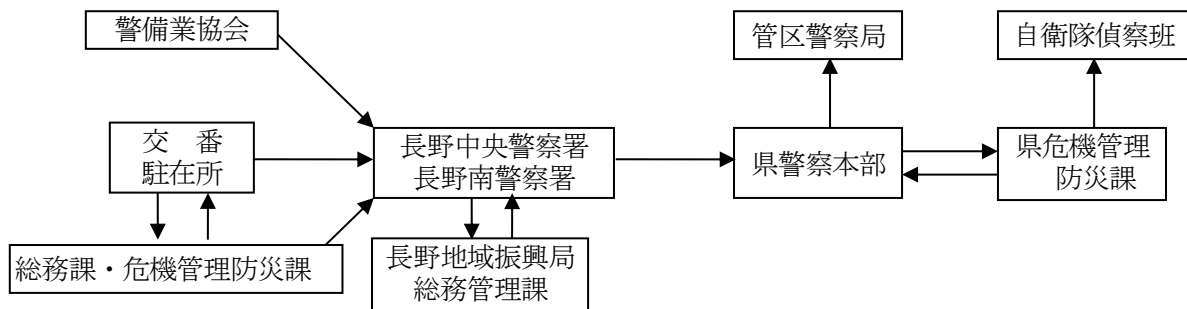 警備業協会
管区警察局
自衛隊偵察班
交　番
駐在所
長野中央警察署
長野南警察署
県警察本部
県危機管理
防災課
総務課・危機管理防災課
長野地域振興局
総務管理課